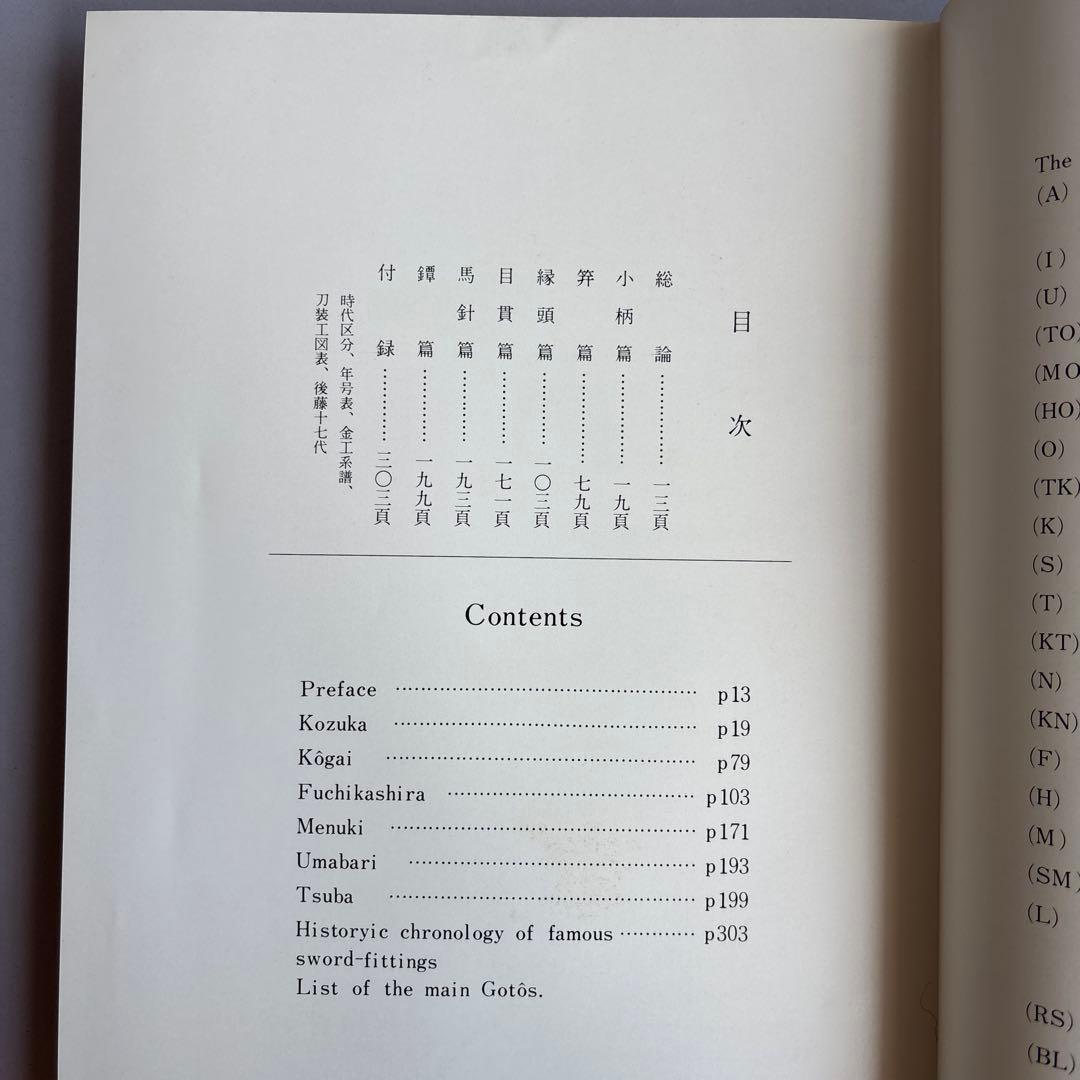 目次
総論……………一三頁
小柄篇……………一九頁
笄篇……………七九頁
縁頭篇……………一〇三頁
目貫篇……………一七一頁
馬針篇……………一九三頁
鐔篇……………一九九頁
付録……………三〇三頁
時代区分、年号表、金工系譜、
刀装工図表、後藤十七代
Contents
Preface ............ p13
Kozuka ............ p19
Kôgai ............ p79
Fuchikashira ............ p103
Menuki ............ p171
Umabari ............ p193
Tsuba ............ p199
Historyic chronology of famous ............ p303
sword-fittings
List of the main Gotôs.
The
(A)
(I)
(U)
(TO)
(MO
(HO)
(O)
(TK)
(K)
(S)
(T)
(KT)
(N)
(KN)
(F)
(H)
(M)
(SM)
(L)
(RS)
(BL)